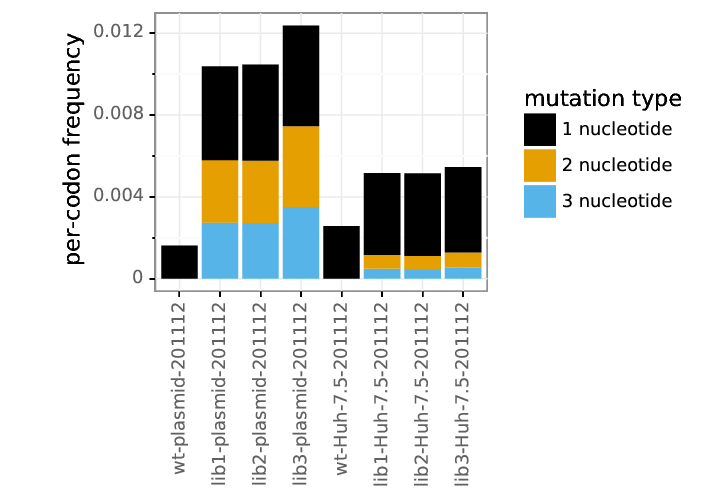 per-codon frequency
0.012
0.008
0.004
0
wt-plasmid-201112
lib1-plasmid-201112
lib2-plasmid-201112
lib3-plasmid-201112
wt-Huh-7.5-201112
lib1-Huh-7.5-201112
lib2-Huh-7.5-201112
lib3-Huh-7.5-201112
mutation type
1 nucleotide
2 nucleotide
3 nucleotide